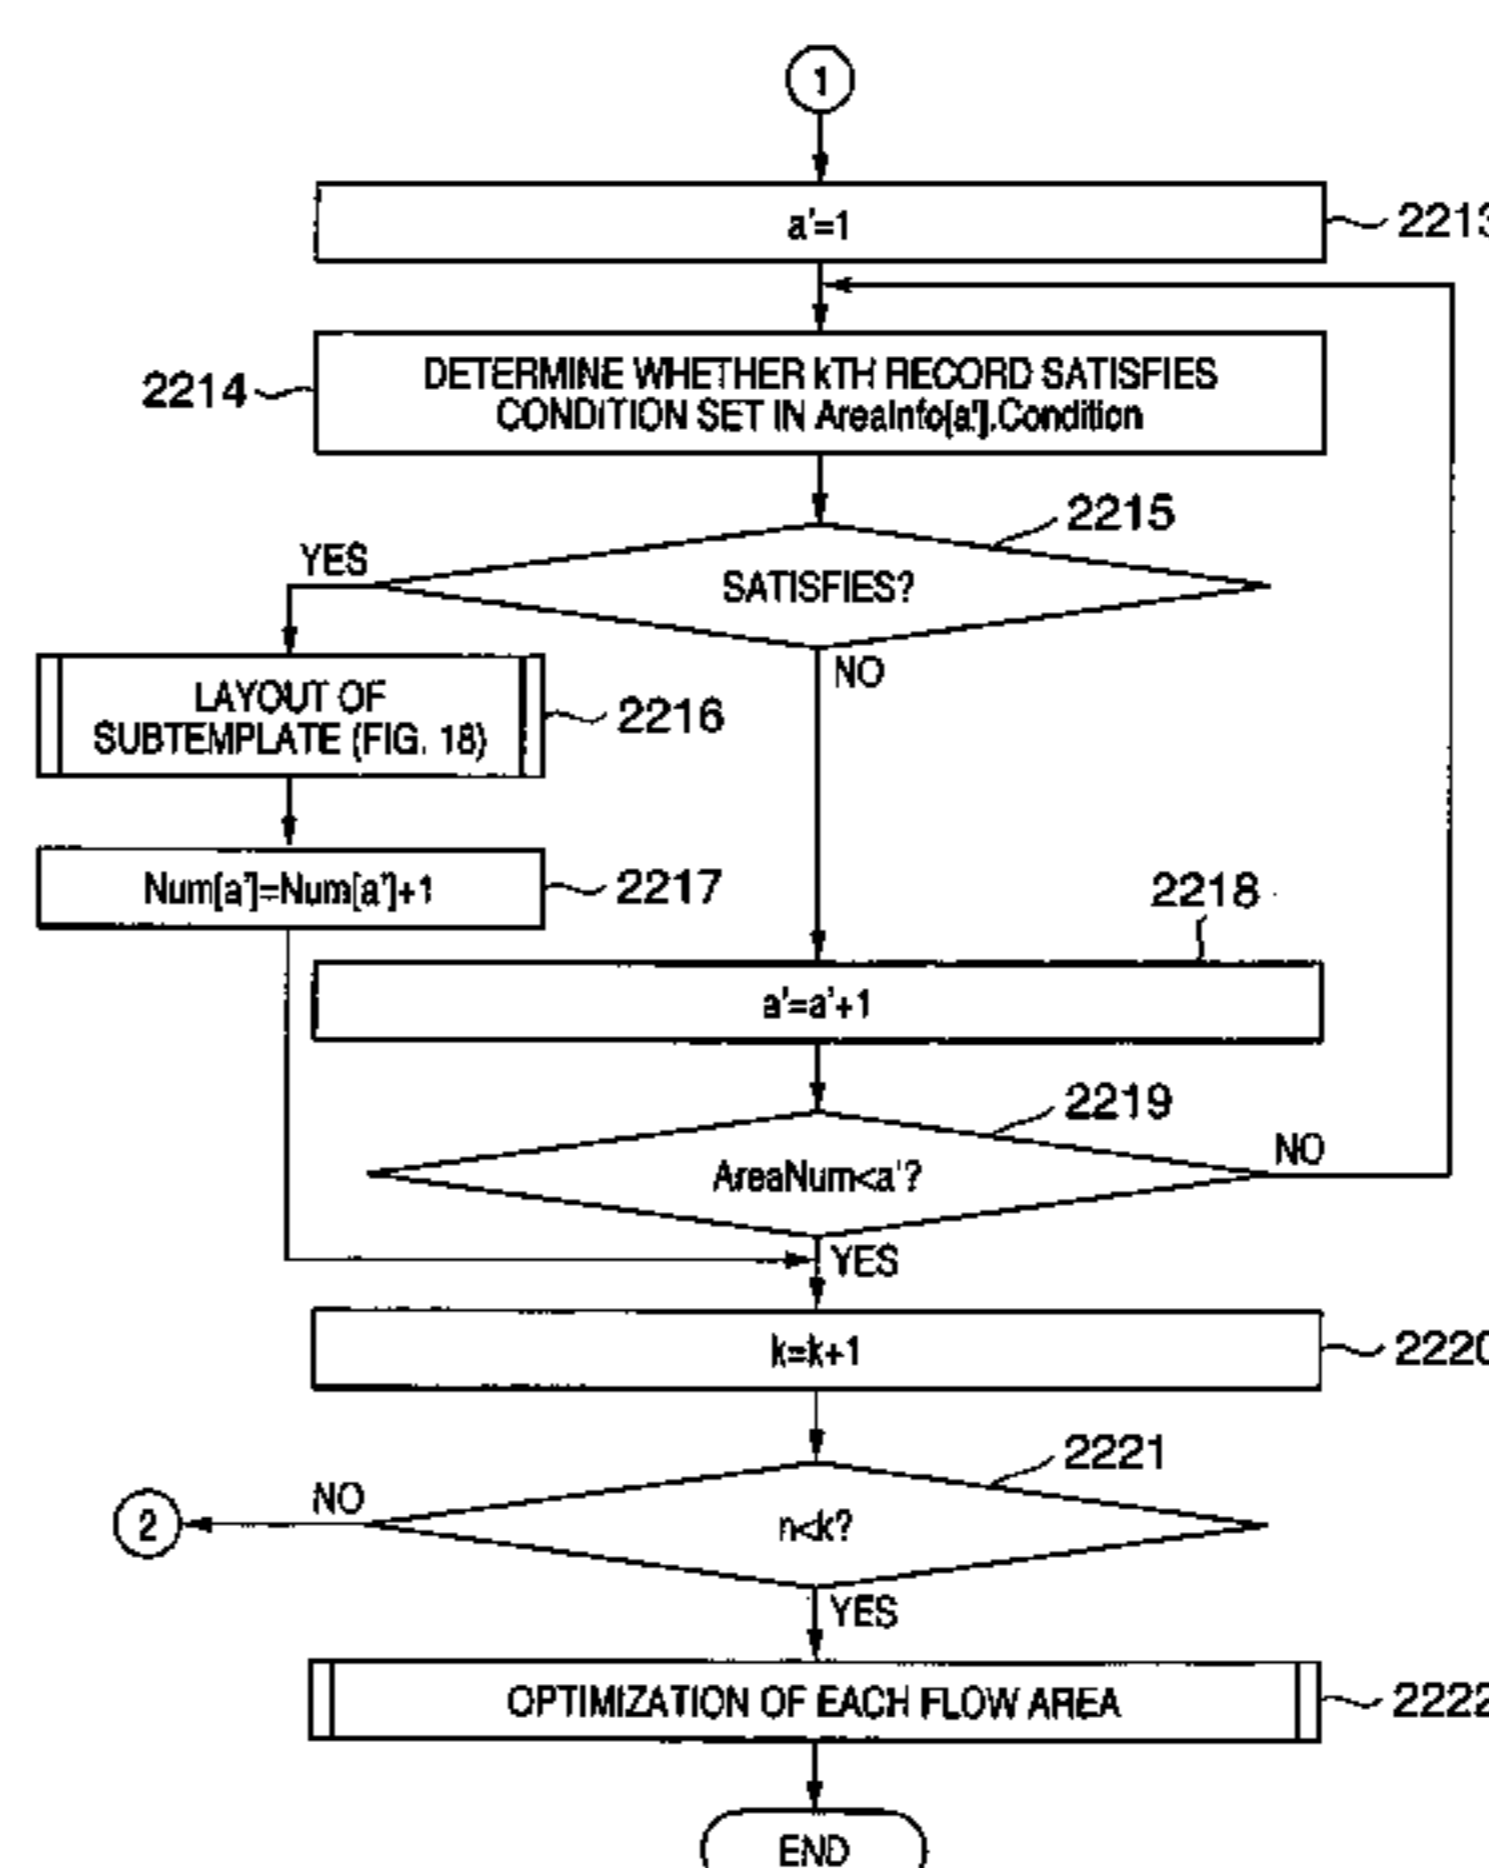 1
a'=1
2213
2214
DETERMINE WHETHER kTH RECORD SATISFIES
CONDITION SET IN AreaInfo[a'].Condition
2215
YES
SATISFIES?
NO
LAYOUT OF
SUBTEMPLATE (FIG. 18)
2216
Num[a']=Num[a']+1
2217
2218
a'=a'+1
2219
AreaNum<a'?
NO
YES
k=k+1
2220
2221
NO
2
n<k?
YES
OPTIMIZATION OF EACH FLOW AREA
2222
END